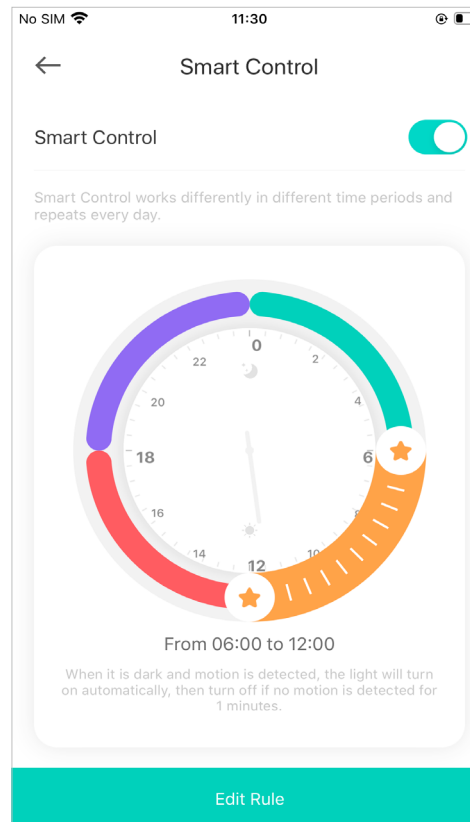 No SIM 11:30
Smart Control
Smart Control
Smart Control works differently in different time periods and
repeats every day.
0
22 2
20 4
18 6
16
14 10
12
From 06:00 to 12:00
When it is dark and motion is detected, the light will turn
on automatically, then turn off if no motion is detected for
1 minutes.
Edit Rule